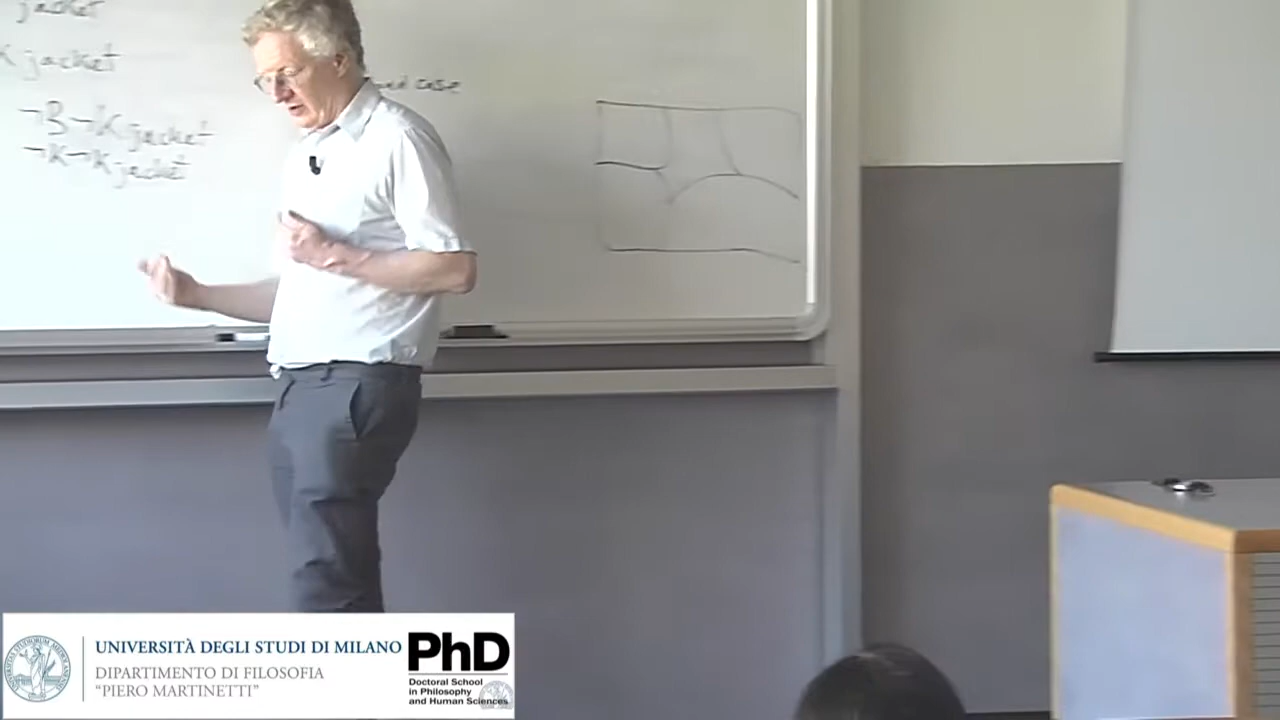 jacket
K jacket
case
¬B¬K jacket
¬K¬K jacket
UNIVERSITÀ DEGLI STUDI DI MILANO
DIPARTIMENTO DI FILOSOFIA
"PIERO MARTINETTI"
PhD
Doctoral School
in Philosophy
and Human Sciences